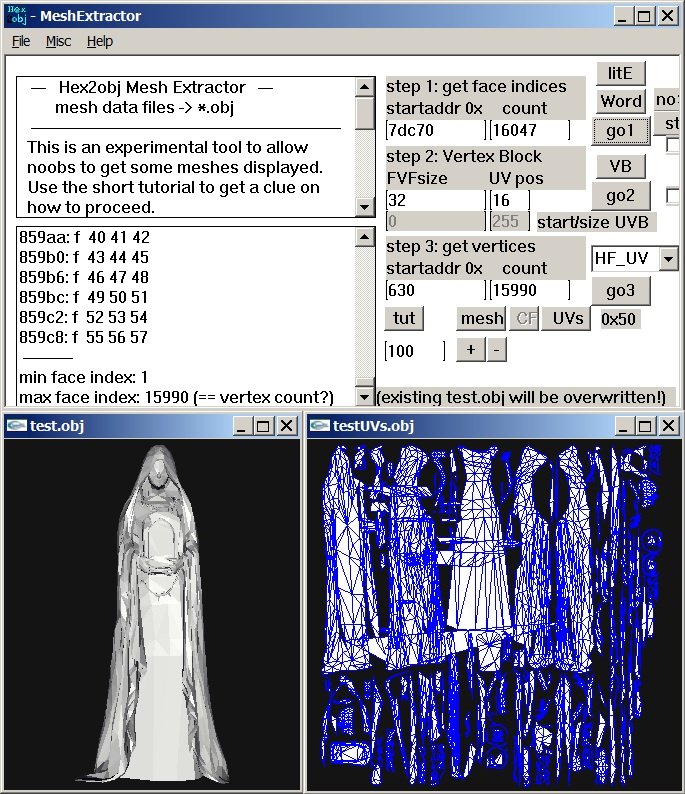 Hex
obj - MeshExtractor
File Misc Help
— Hex2obj Mesh Extractor —
mesh data files -> *.obj
This is an experimental tool to allow
noobs to get some meshes displayed.
Use the short tutorial to get a clue on
how to proceed.
859aa: f 40 41 42
859b0: f 43 44 45
859b6: f 46 47 48
859bc: f 49 50 51
859c2: f 52 53 54
859c8: f 55 56 57
min face index: 1
max face index: 15990 (== vertex count?)
step 1: get face indices
startaddr 0x count
7dc70 16047
litE
Word no
go1 st
step 2: Vertex Block
FVFsize UV pos
32 16
0 255 start/size UVB
VB
go2
step 3: get vertices
startaddr 0x count
630 15990
HF_UV
go3
tut mesh CF UVs 0x50
100 + -
(existing test.obj will be overwritten!)
test.obj
testUVs.obj